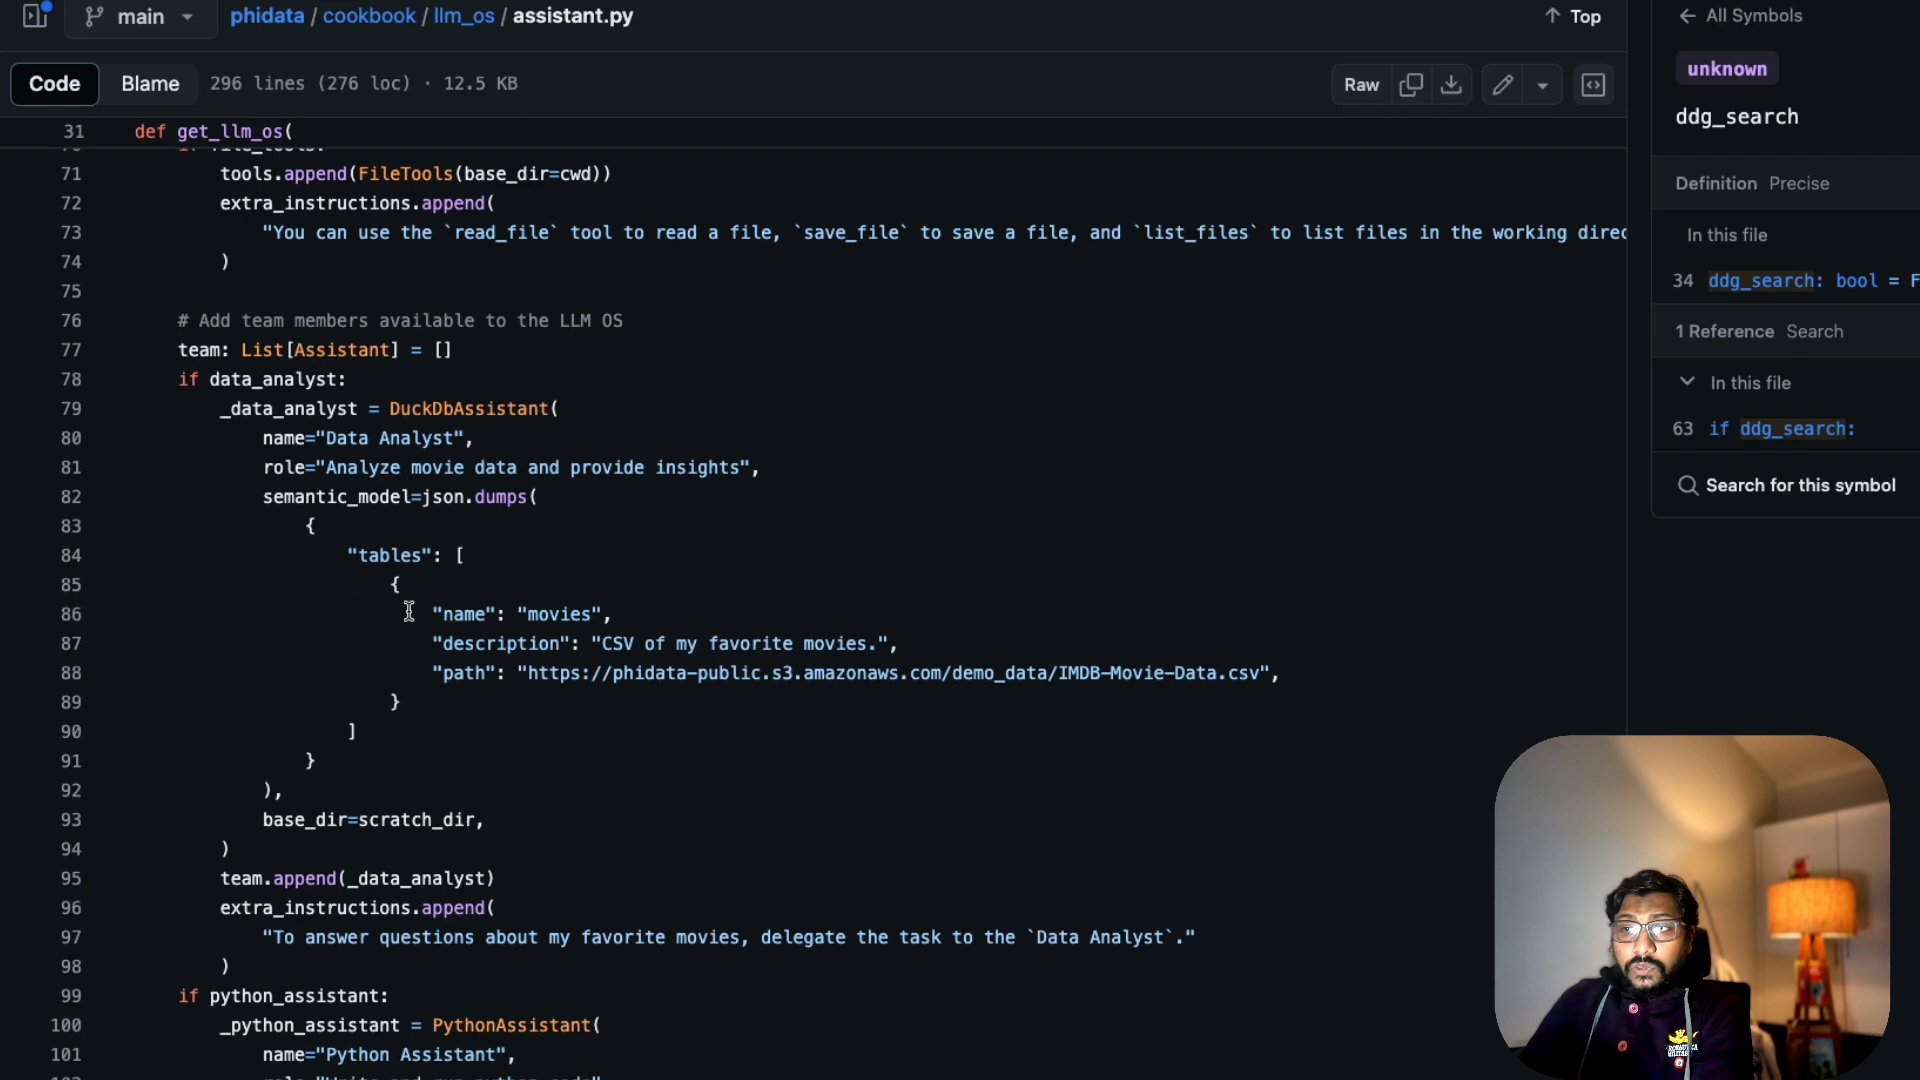 main
phidata / cookbook / llm_os / assistant.py
Top
Code
Blame
296 lines (276 loc) · 12.5 KB
Raw
31 def get_llm_os(
71 tools.append(FileTools(base_dir=cwd))
72 extra_instructions.append(
73 "You can use the `read_file` tool to read a file, `save_file` to save a file, and `list_files` to list files in the working direc
74 )
75
76 # Add team members available to the LLM OS
77 team: List[Assistant] = []
78 if data_analyst:
79 _data_analyst = DuckDbAssistant(
80 name="Data Analyst",
81 role="Analyze movie data and provide insights",
82 semantic_model=json.dumps(
83 {
84 "tables": [
85 {
86 "name": "movies",
87 "description": "CSV of my favorite movies.",
88 "path": "https://phidata-public.s3.amazonaws.com/demo_data/IMDB-Movie-Data.csv",
89 }
90 ]
91 }
92 ),
93 base_dir=scratch_dir,
94 )
95 team.append(_data_analyst)
96 extra_instructions.append(
97 "To answer questions about my favorite movies, delegate the task to the `Data Analyst`."
98 )
99 if python_assistant:
100 _python_assistant = PythonAssistant(
101 name="Python Assistant",
All Symbols
unknown
ddg_search
Definition Precise
In this file
34 ddg_search: bool = F
1 Reference Search
In this file
63 if ddg_search:
Search for this symbol